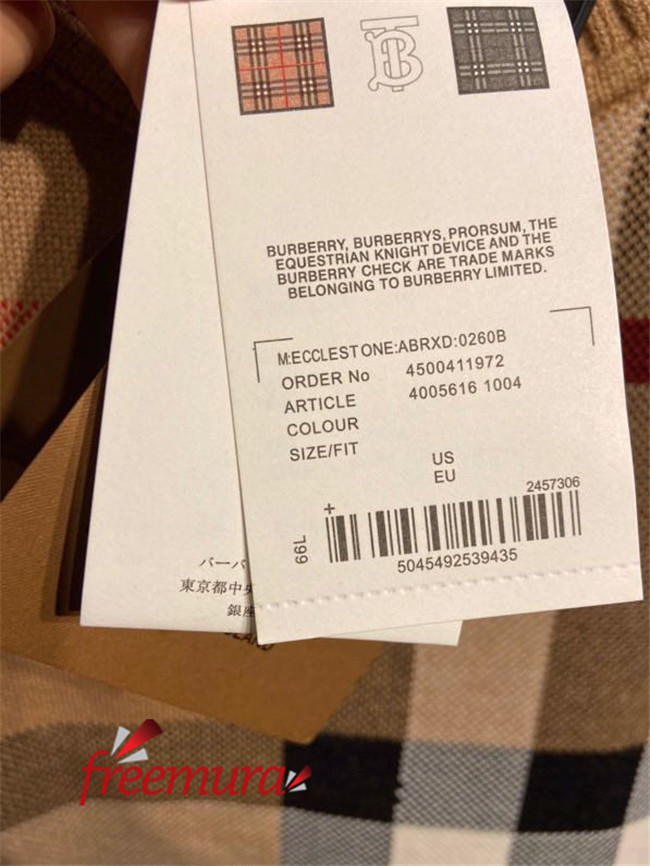 BURBERRY, BURBERRYS, PRORSUM, THE
EQUESTRIAN KNIGHT DEVICE AND THE
BURBERRY CHECK ARE TRADE MARKS
BELONGING TO BURBERRY LIMITED.
M:ECCLESTONE:ABRXD:0260B
ORDER No 4500411972
ARTICLE 4005616 1004
COLOUR
SIZE/FIT
US
EU
2457306
66L
5045492539435
バーバ
東京都中央
銀座
freemura